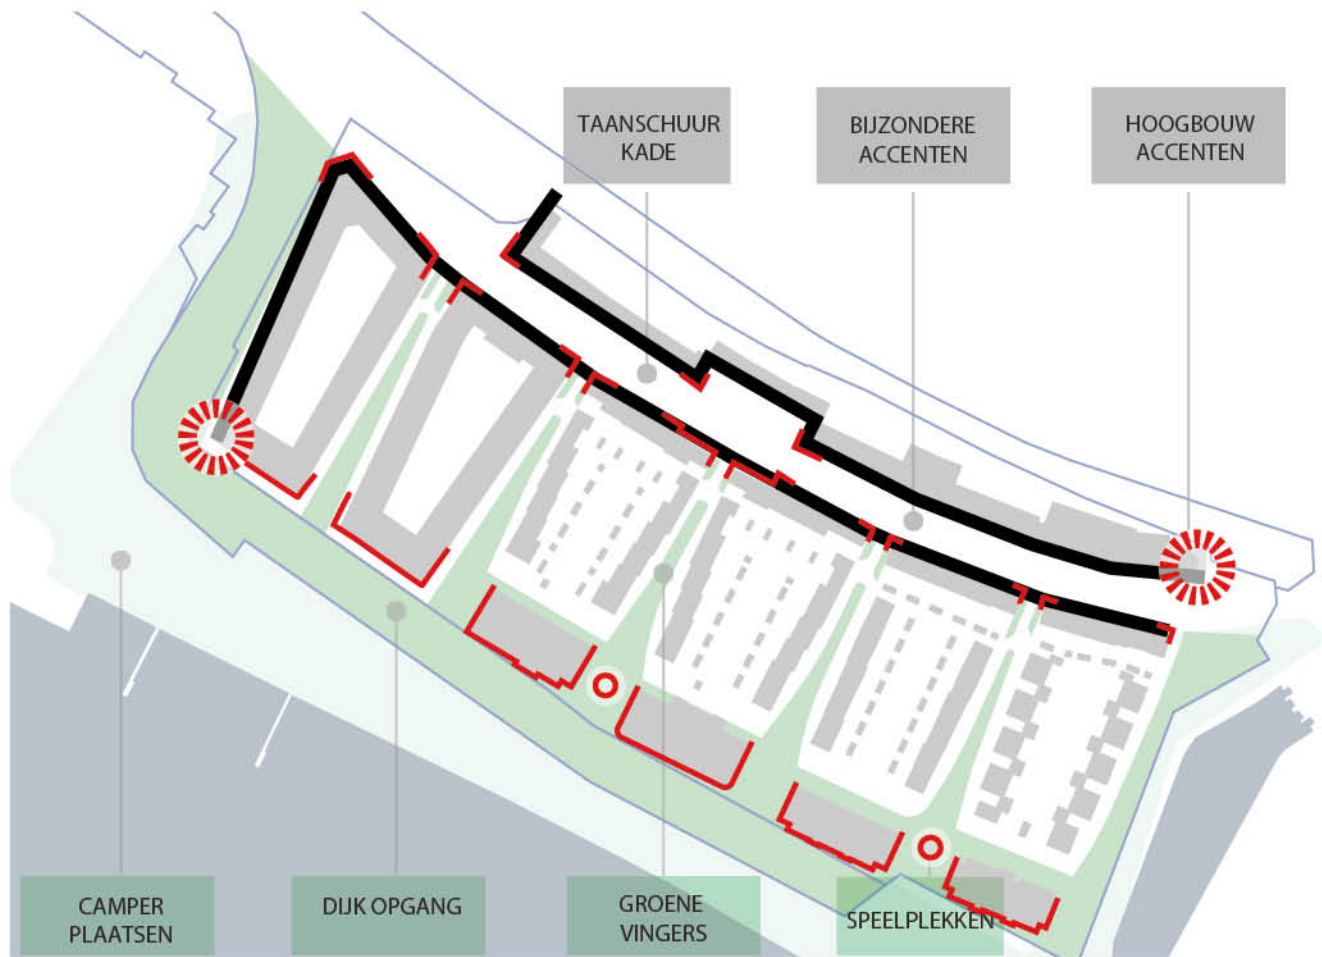 TAANSCHUUR
KADE
BIJZONDERE
ACCENTEN
HOOGBOUW
ACCENTEN
CAMPER
PLAATSEN
DIJK OPGANG
GROENE
VINGERS
SPEELPLEKKEN